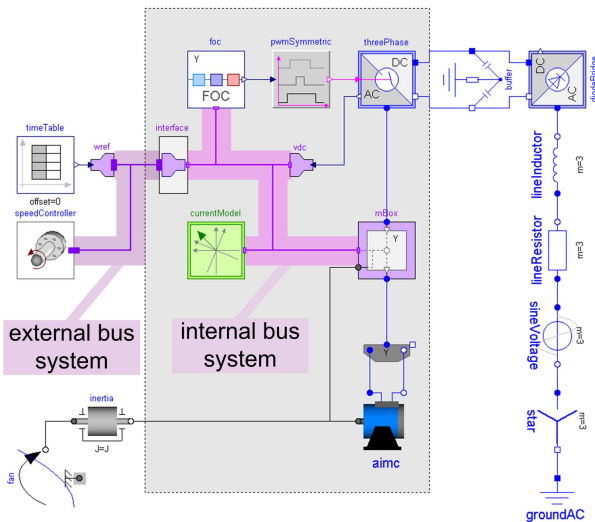 foc
pwmSymmetric
threePhase
Y
FOC
DC
AC
buffer
DC
AC
diodeBridge
timeTable
wref
interface
vdc
offset=0
speedController
currentModel
mBox
Y
lineInductor
m=3
lineResistor
m=3
external bus
system
internal bus
system
sineVoltage
m=3
Y
inertia
J=J
fan
aimc
star
m=3
groundAC